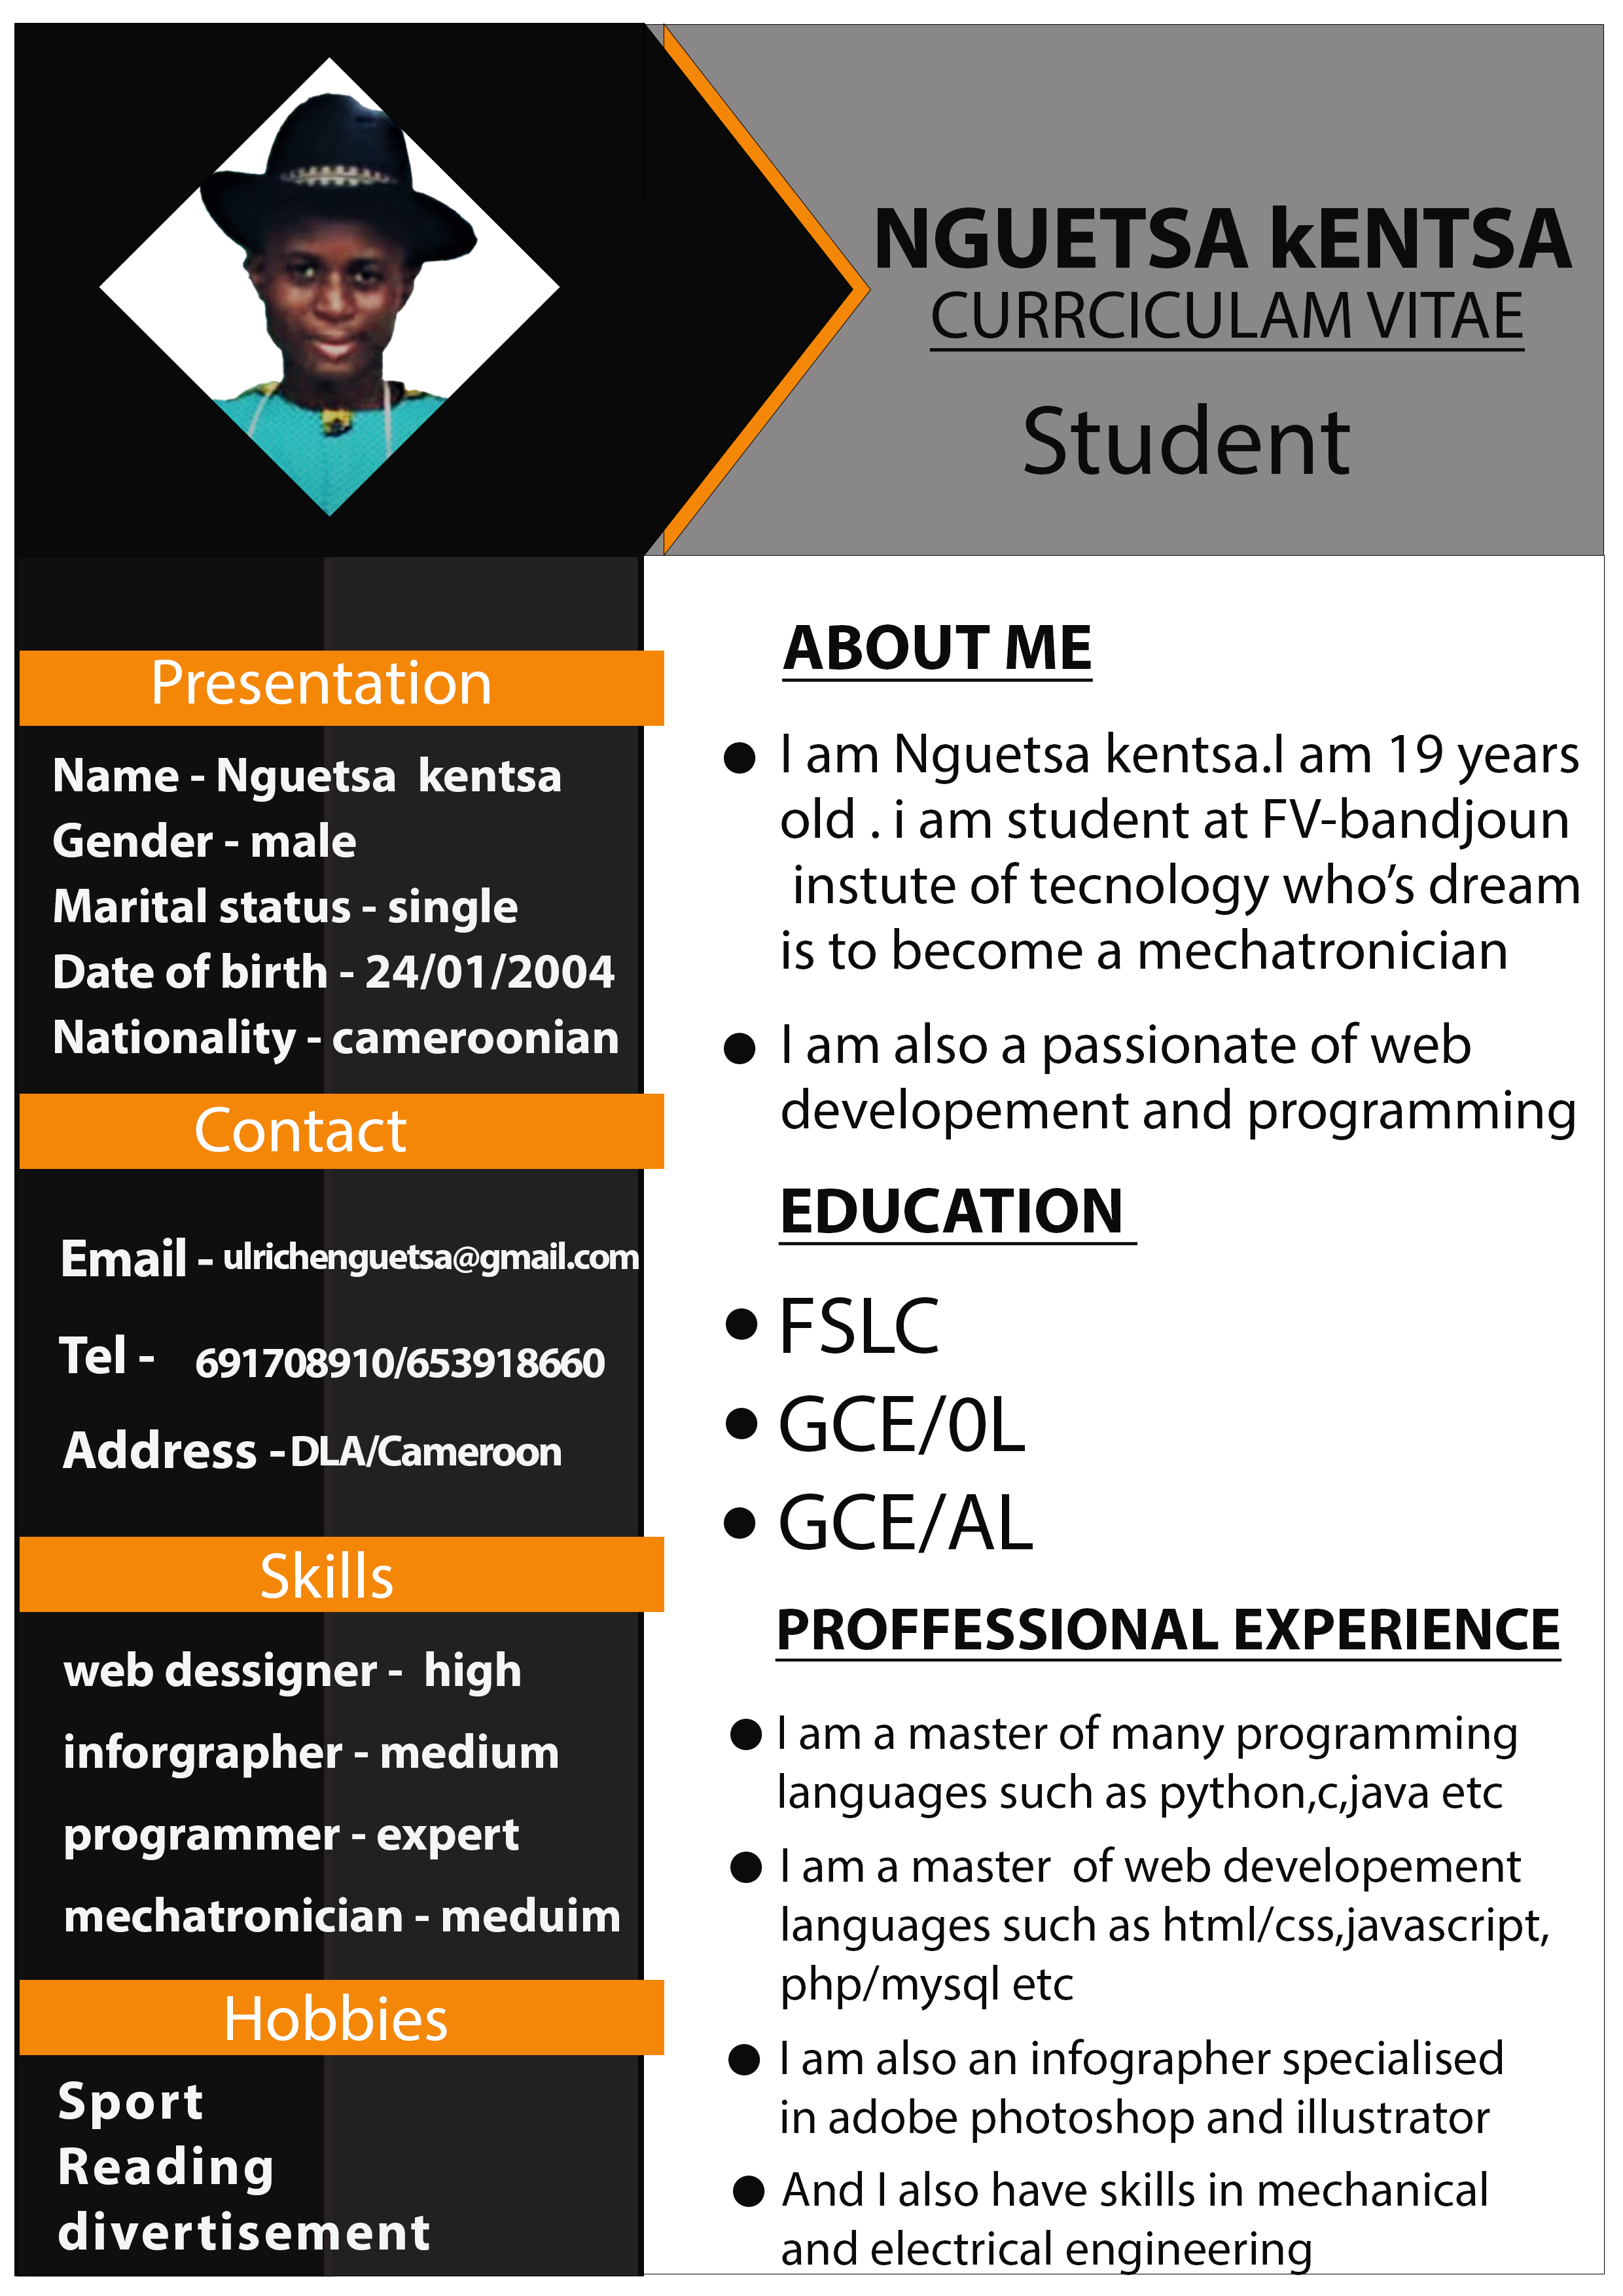 NGUETSA kENTSA
CURRCICULAM VITAE
Student
Presentation
Name - Nguetsa kentsa
Gender - male
Marital status - single
Date of birth - 24/01/2004
Nationality - cameroonian
Contact
Email - ulrichenguetsa@gmail.com
Tel - 691708910/653918660
Address - DLA/Cameroon
Skills
web dessigner - high
inforgrapher - medium
programmer - expert
mechatronician - meduim
Hobbies
Sport
Reading
divertisement
ABOUT ME
● I am Nguetsa kentsa.I am 19 years
old . i am student at FV-bandjoun
instute of tecnology who’s dream
is to become a mechatronician
● I am also a passionate of web
developement and programming
EDUCATION
● FSLC
● GCE/0L
● GCE/AL
PROFFESSIONAL EXPERIENCE
● I am a master of many programming
languages such as python,c,java etc
● I am a master of web developement
languages such as html/css,javascript,
php/mysql etc
● I am also an infographer specialised
in adobe photoshop and illustrator
● And I also have skills in mechanical
and electrical engineering